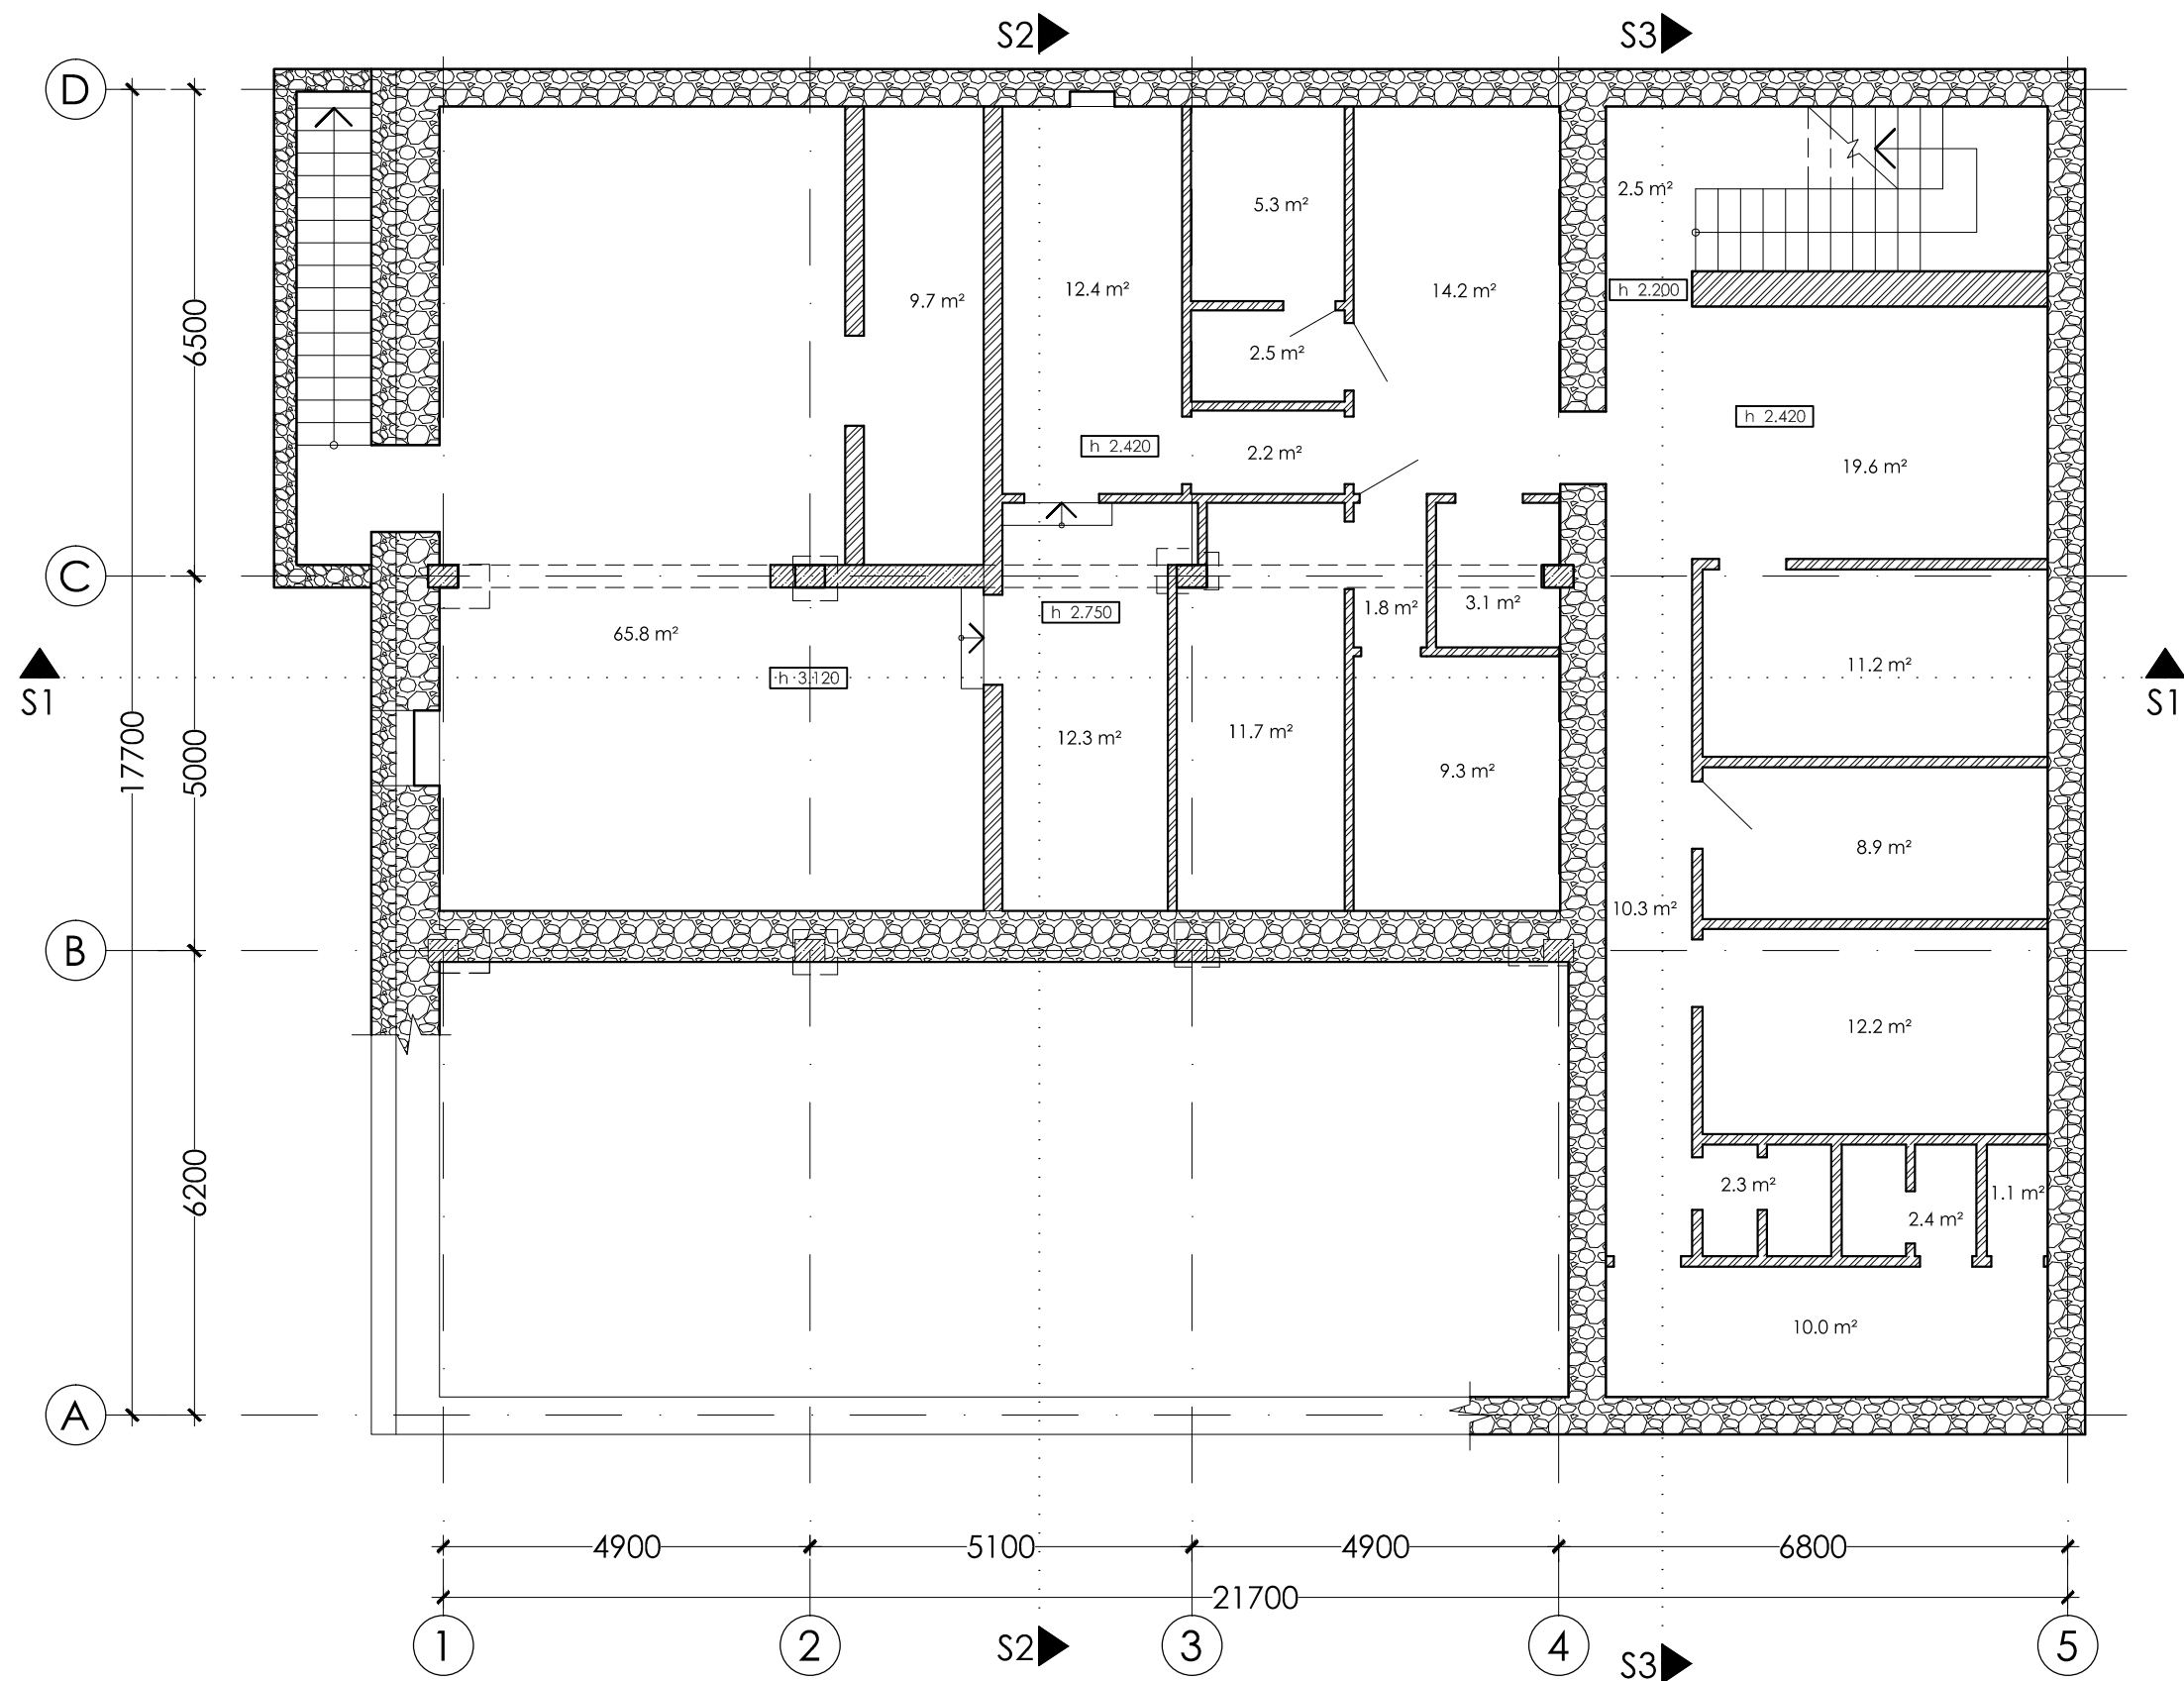 S2
S3
D
2.5 m²
5.3 m²
h 2.200
12.4 m²
14.2 m²
9.7 m²
6500
2.5 m²
h 2.420
h 2.420
2.2 m²
19.6 m²
C
1.8 m²
3.1 m²
h 2.750
65.8 m²
11.2 m²
h 3.120
S1
S1
11.7 m²
12.3 m²
17700
5000
9.3 m²
8.9 m²
10.3 m²
B
12.2 m²
6200
2.3 m²
1.1 m²
2.4 m²
10.0 m²
A
4900
5100
4900
6800
21700
1
2
S2
3
4
S3
5